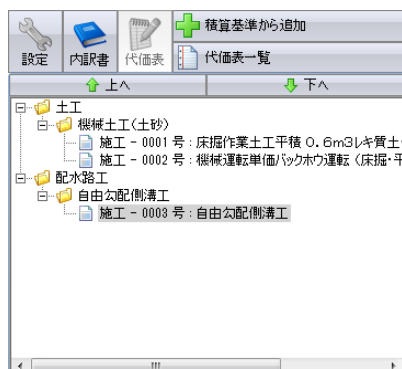 積算基準から追加
設定 内訳書 代価表 代価表一覧
上へ 下へ
土工
機械土工(土砂)
施工 - 0001 号 : 床掘作業土工平積 0.6m3レキ質土
施工 - 0002 号 : 機械運転単価バックホウ運転 (床掘・平
配水路工
自由勾配側溝工
施工 - 0003 号 : 自由勾配側溝工